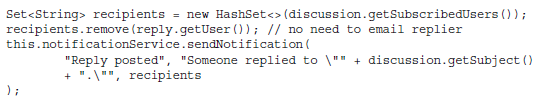 Set<String> recipients = new HashSet<>(discussion.getSubscribedUsers());
recipients.remove(reply.getUser()); // no need to email replier
this.notificationService.sendNotification(
        "Reply posted", "Someone replied to \"" + discussion.getSubject()
        + ".\"", recipients
);